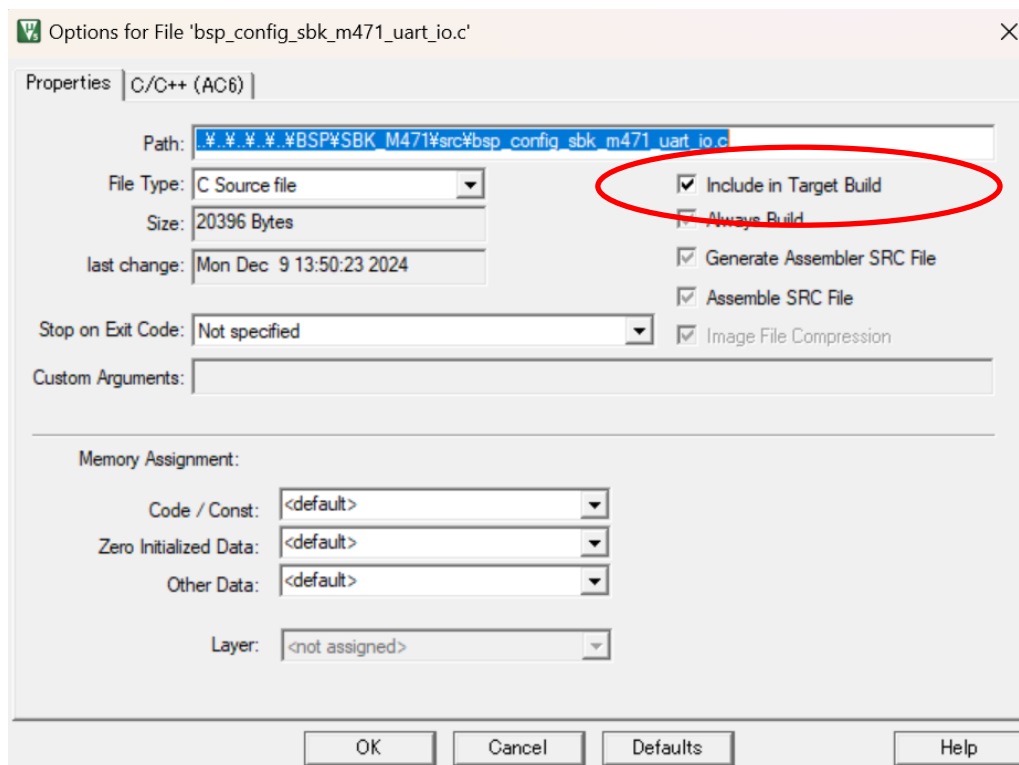 Options for File 'bsp_config_sbk_m471_uart_io.c'
Properties C/C++ (AC6)
Path: ..¥..¥..¥..¥..¥BSP¥SBK_M471¥src¥bsp_config_sbk_m471_uart_io.c
File Type: C Source file Include in Target Build
Size: 20396 Bytes Always Build
last change: Mon Dec 9 13:50:23 2024 Generate Assembler SRC File
Assemble SRC File
Stop on Exit Code: Not specified Image File Compression
Custom Arguments:
Memory Assignment:
Code / Const: <default>
Zero Initialized Data: <default>
Other Data: <default>
Layer: <not assigned>
OK Cancel Defaults Help